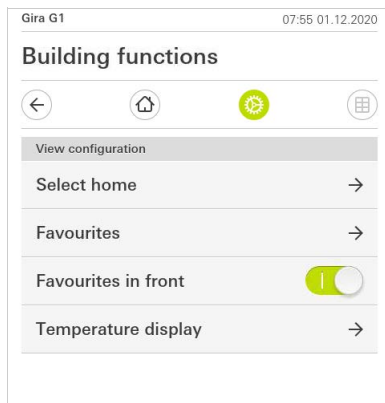 Gira G1 07:55 01.12.2020
Building functions
View configuration
Select home
Favourites
Favourites in front
Temperature display